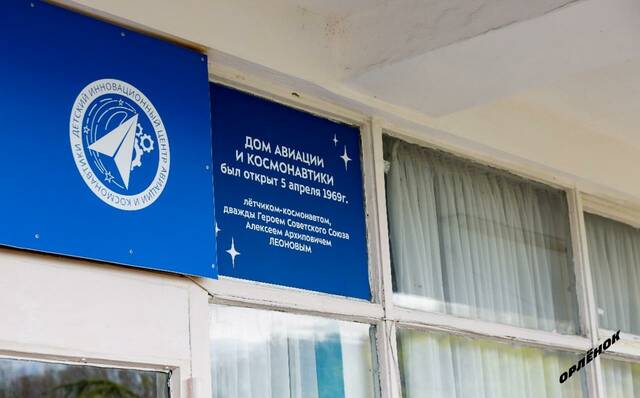 ДЕТСКИЙ ИННОВАЦИОННЫЙ ЦЕНТР АВИАЦИИ И КОСМОНАВТИКИ
ДОМ АВИАЦИИ
И КОСМОНАВТИКИ
был открыт 5 апреля 1969г.
лётчиком-космонавтом,
дважды Героем Советского Союза
Алексеем Архиповичем
ЛЕОНОВЫМ
ОРЛЁНОК